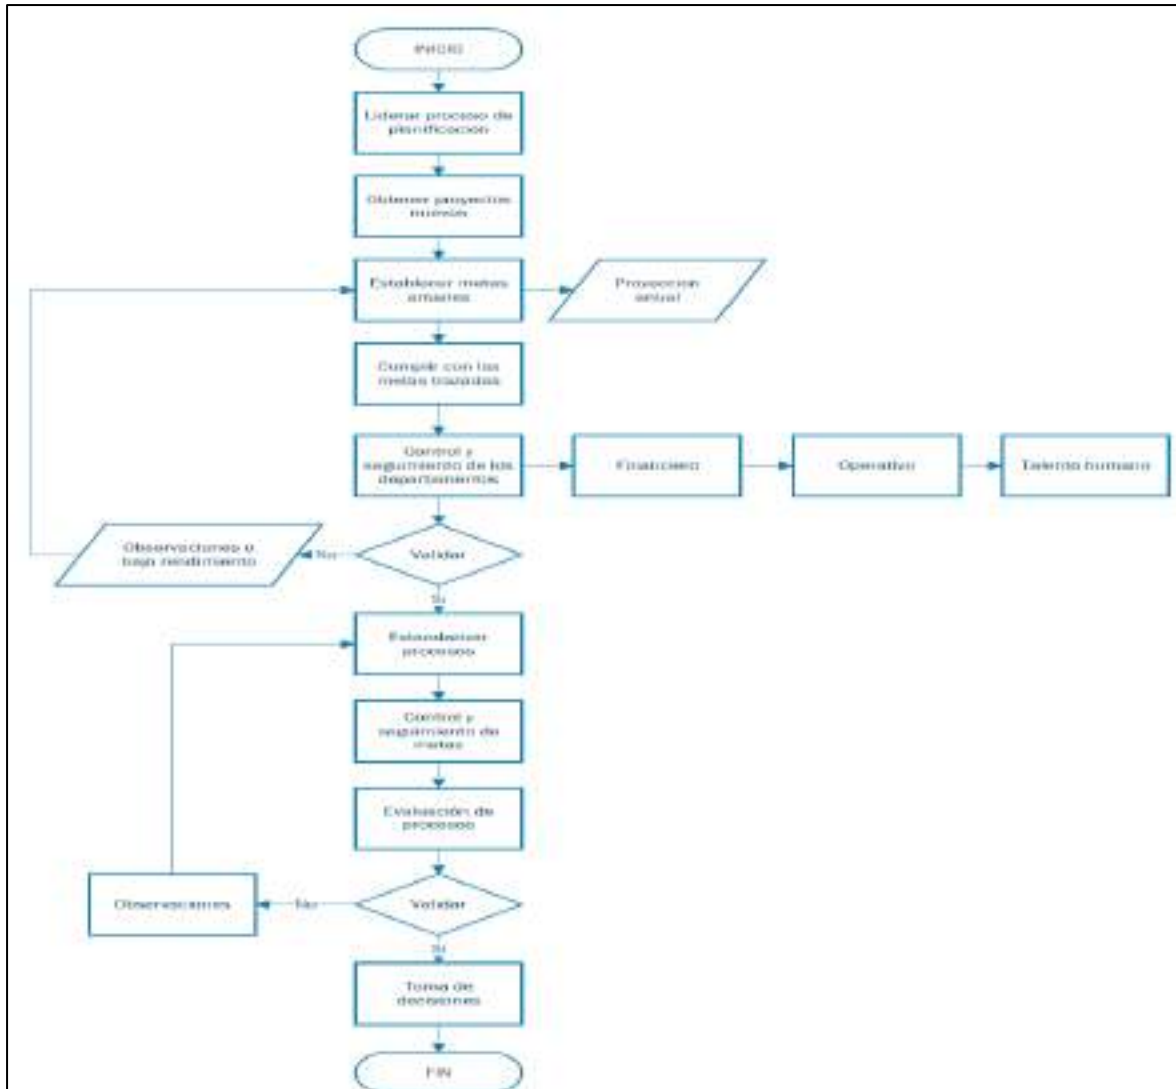 INICIO
Liderar proceso de
planificacion
Obtener proyectos
nuevos
Establecer metas
anuales
Proyeccion
anual
Cumplir con las
metas trazadas
Control y
seguimiento de los
departamentos
Financiero
Operativo
Talento humano
Validar
No
Observaciones o
bajo rendimiento
Si
Estandarizar
procesos
Control y
seguimiento de
metas
Evaluación de
procesos
Validar
No
Observaciones
Si
Toma de
decisiones
FIN